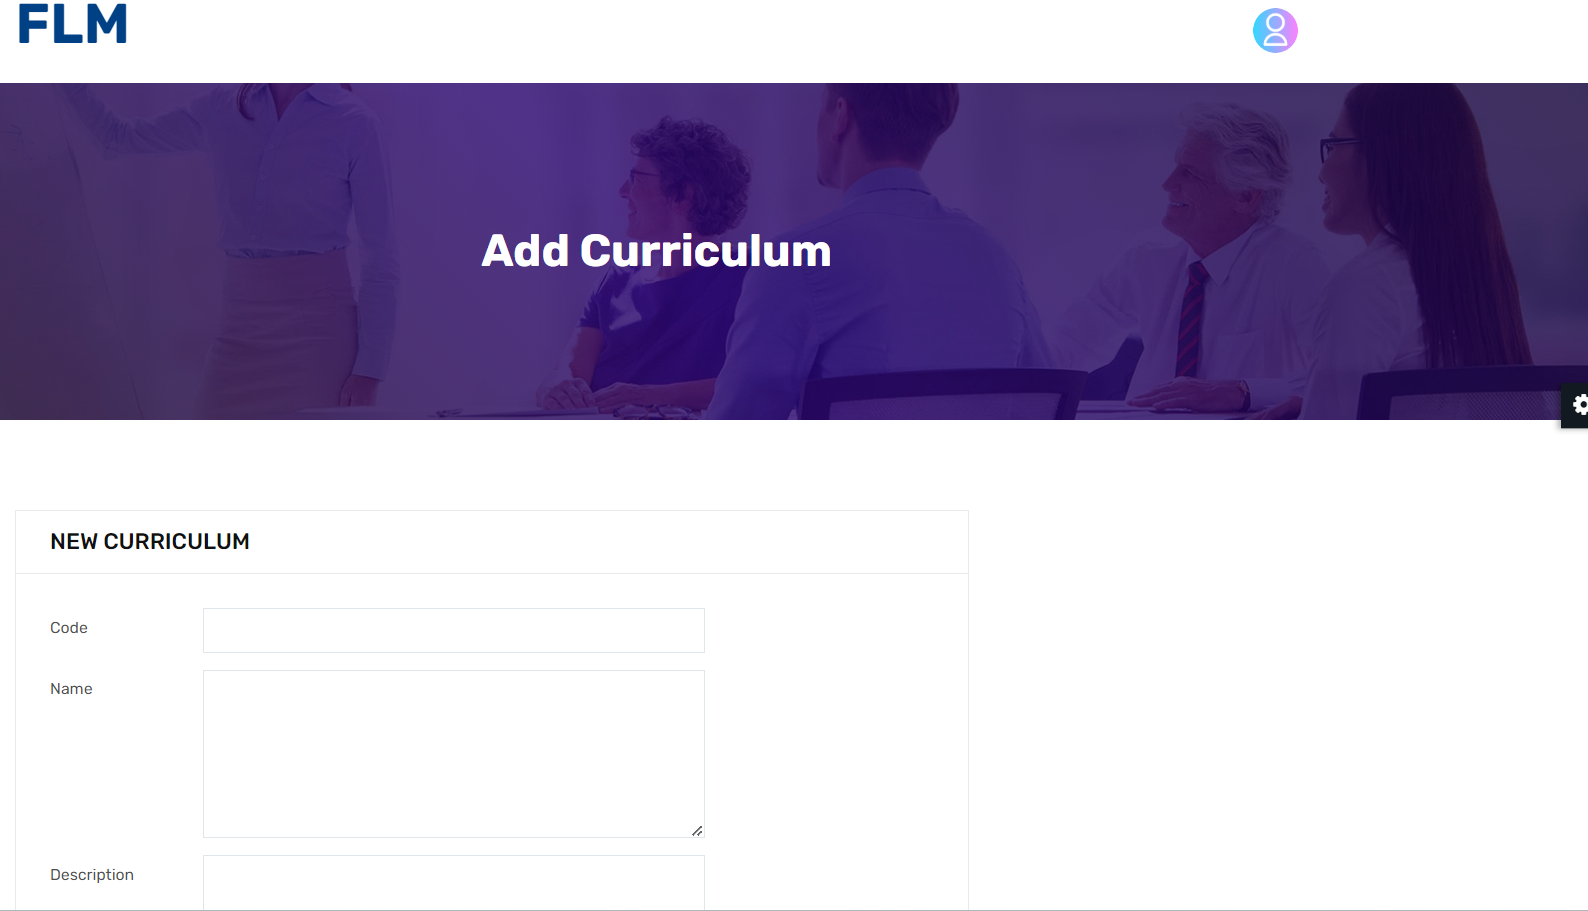 FLM
Add Curriculum
NEW CURRICULUM
Code
Name
Description